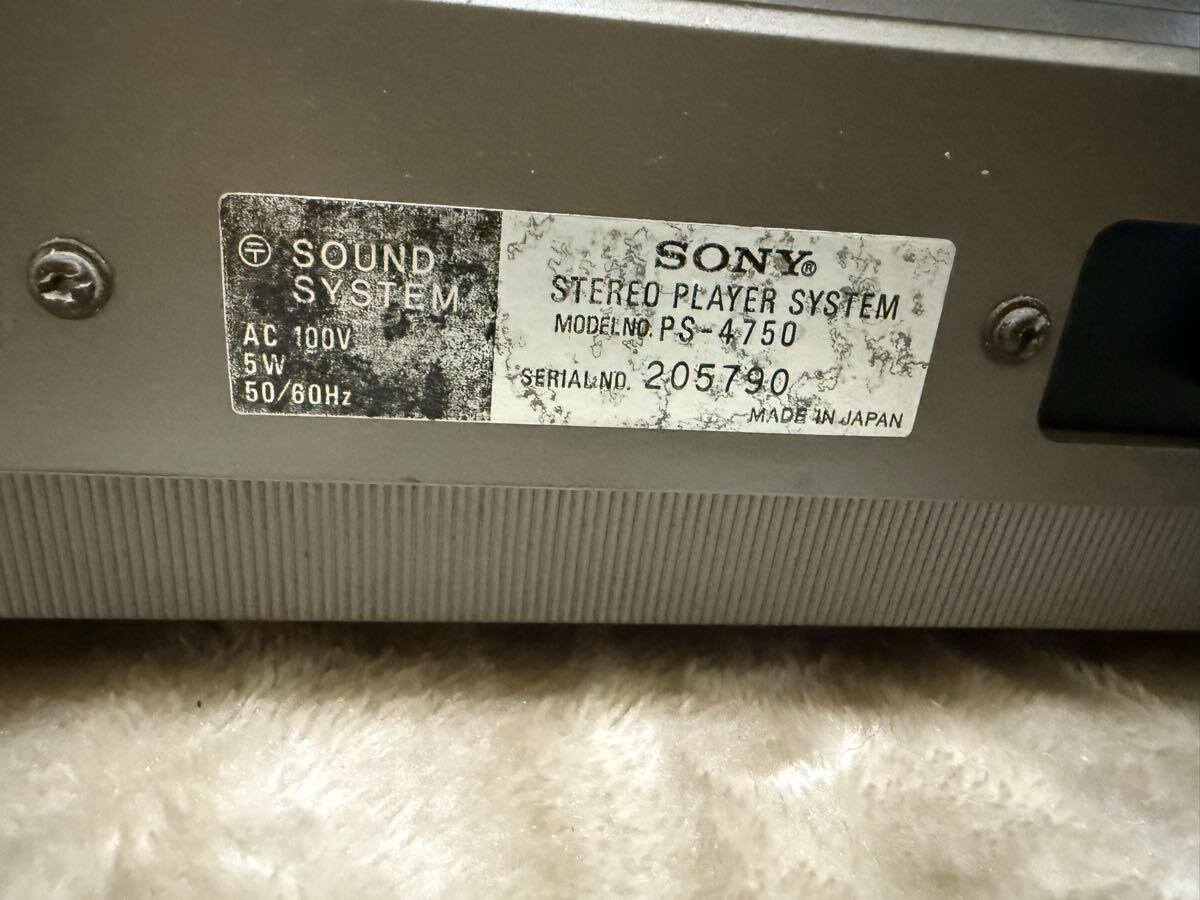 〒 SOUND
SYSTEM
AC 100V
5W
50/60Hz
SONY®
STEREO PLAYER SYSTEM
MODEL NO. PS-4750
SERIAL NO. 205790
MADE IN JAPAN